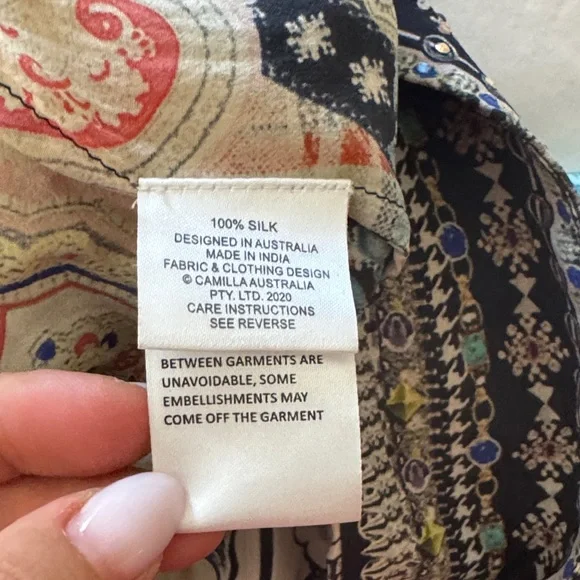 100% SILK
DESIGNED IN AUSTRALIA
MADE IN INDIA
FABRIC & CLOTHING DESIGN
© CAMILLA AUSTRALIA
PTY. LTD. 2020
CARE INSTRUCTIONS
SEE REVERSE
BETWEEN GARMENTS ARE
UNAVOIDABLE, SOME
EMBELLISHMENTS MAY
COME OFF THE GARMENT